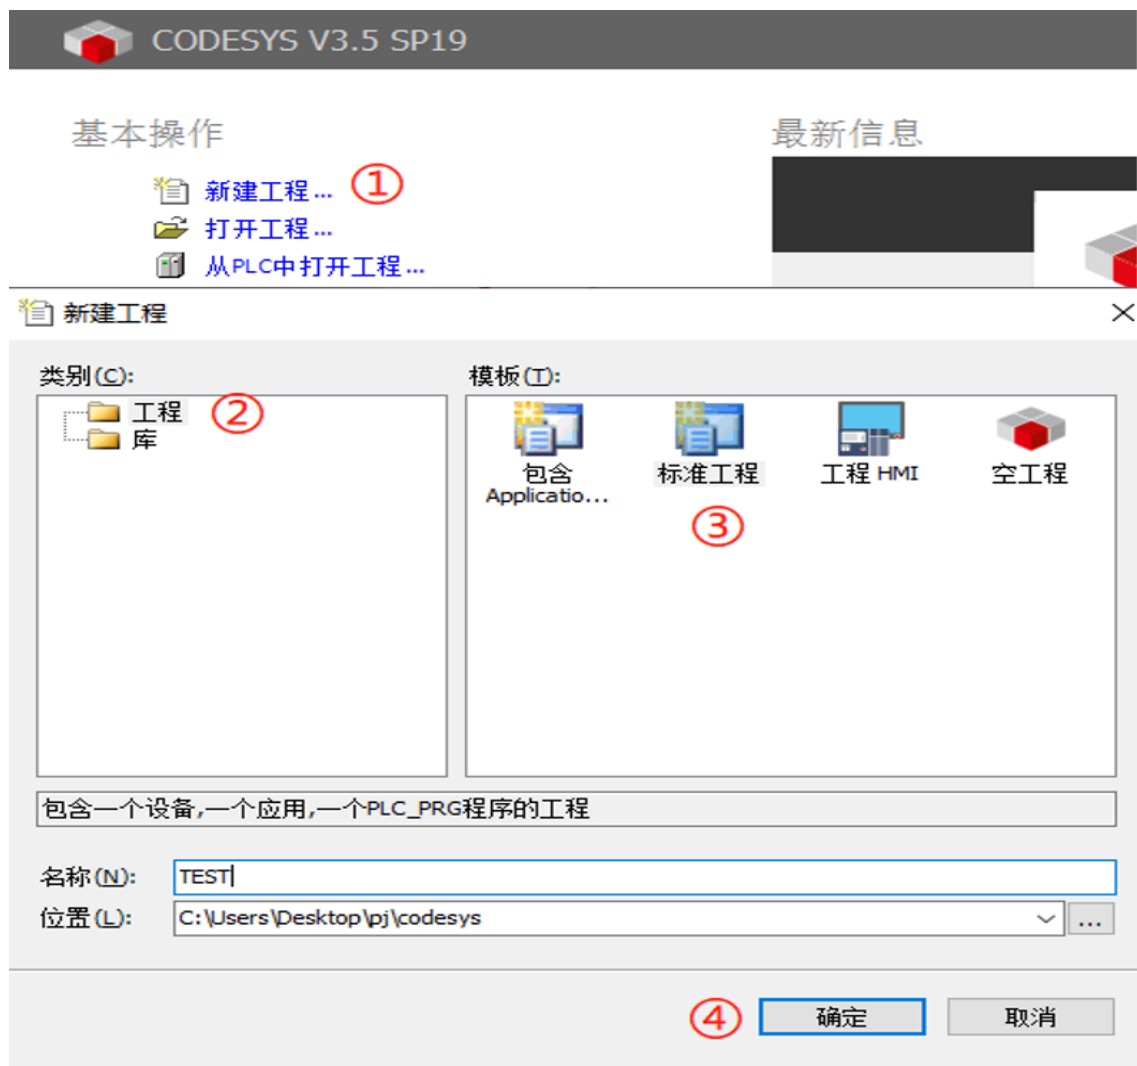 CODESYS V3.5 SP19
基本操作
最新信息
新建工程...
①
打开工程...
从PLC中打开工程...
新建工程
类别(C):
模板(T):
工程
②
库
包含
Applicatio...
标准工程
工程 HMI
空工程
③
包含一个设备,一个应用,一个PLC_PRG程序的工程
名称(N):
TEST
位置(L):
C:\Users\Desktop\pj\codesys
...
④
确定
取消